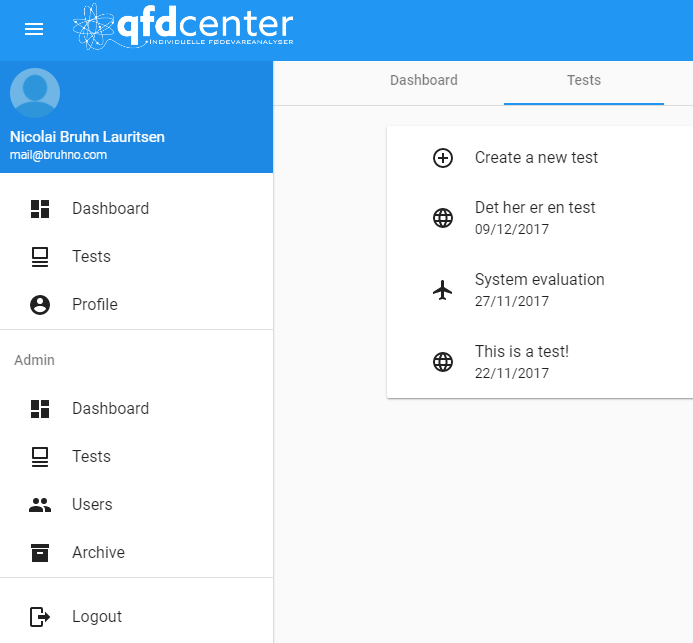 qfdcenter
INDIVIDUELLE FØDEVAREANALYSER
Nicolai Bruhn Lauritsen
mail@bruhno.com
Dashboard
Tests
Profile
Admin
Dashboard
Tests
Users
Archive
Logout
Dashboard
Tests
Create a new test
Det her er en test
09/12/2017
System evaluation
27/11/2017
This is a test!
22/11/2017